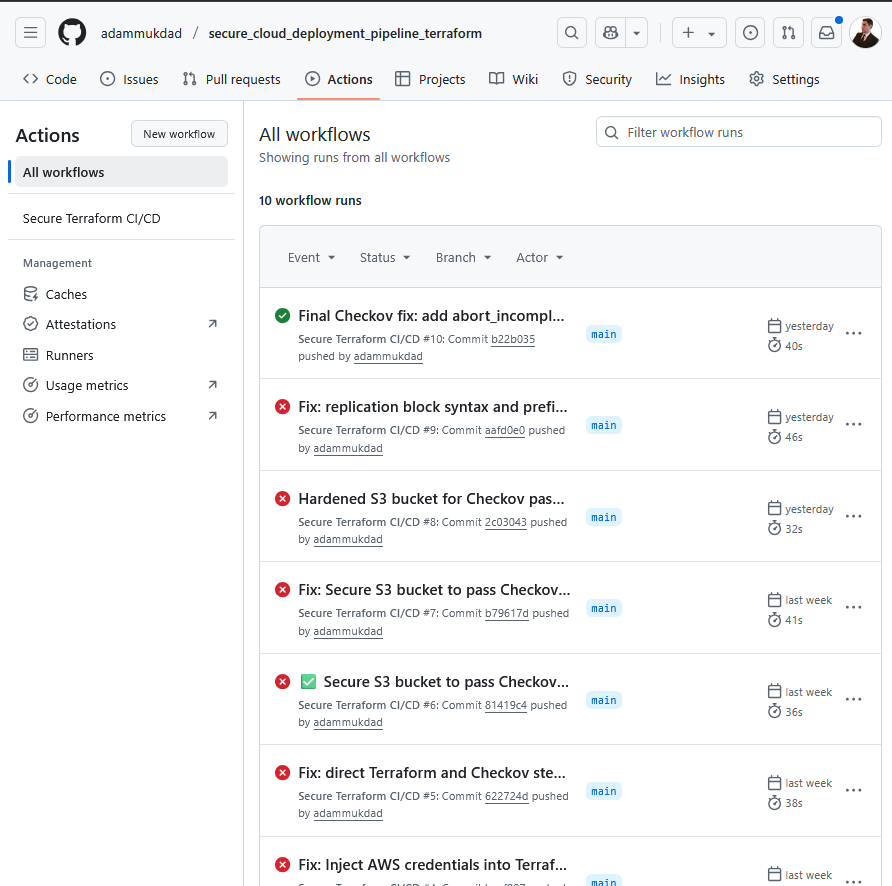 adammukdad / secure_cloud_deployment_pipeline_terraform
Code Issues Pull requests Actions Projects Wiki Security Insights Settings
Actions
New workflow
All workflows
Secure Terraform CI/CD
Management
Caches
Attestations
Runners
Usage metrics
Performance metrics
All workflows
Showing runs from all workflows
Filter workflow runs
10 workflow runs
Event Status Branch Actor
Final Checkov fix: add abort_incompl...
Secure Terraform CI/CD #10: Commit b22b035
pushed by adammukdad
main
yesterday
40s
Fix: replication block syntax and prefi...
Secure Terraform CI/CD #9: Commit aafd0e0 pushed
by adammukdad
main
yesterday
46s
Hardened S3 bucket for Checkov pas...
Secure Terraform CI/CD #8: Commit 2c03043 pushed
by adammukdad
main
yesterday
32s
Fix: Secure S3 bucket to pass Checkov...
Secure Terraform CI/CD #7: Commit b79617d pushed
by adammukdad
main
last week
41s
✅ Secure S3 bucket to pass Checkov...
Secure Terraform CI/CD #6: Commit 81419c4 pushed
by adammukdad
main
last week
36s
Fix: direct Terraform and Checkov ste...
Secure Terraform CI/CD #5: Commit 622724d pushed
by adammukdad
main
last week
38s
Fix: Inject AWS credentials into Terraf...
main
last week